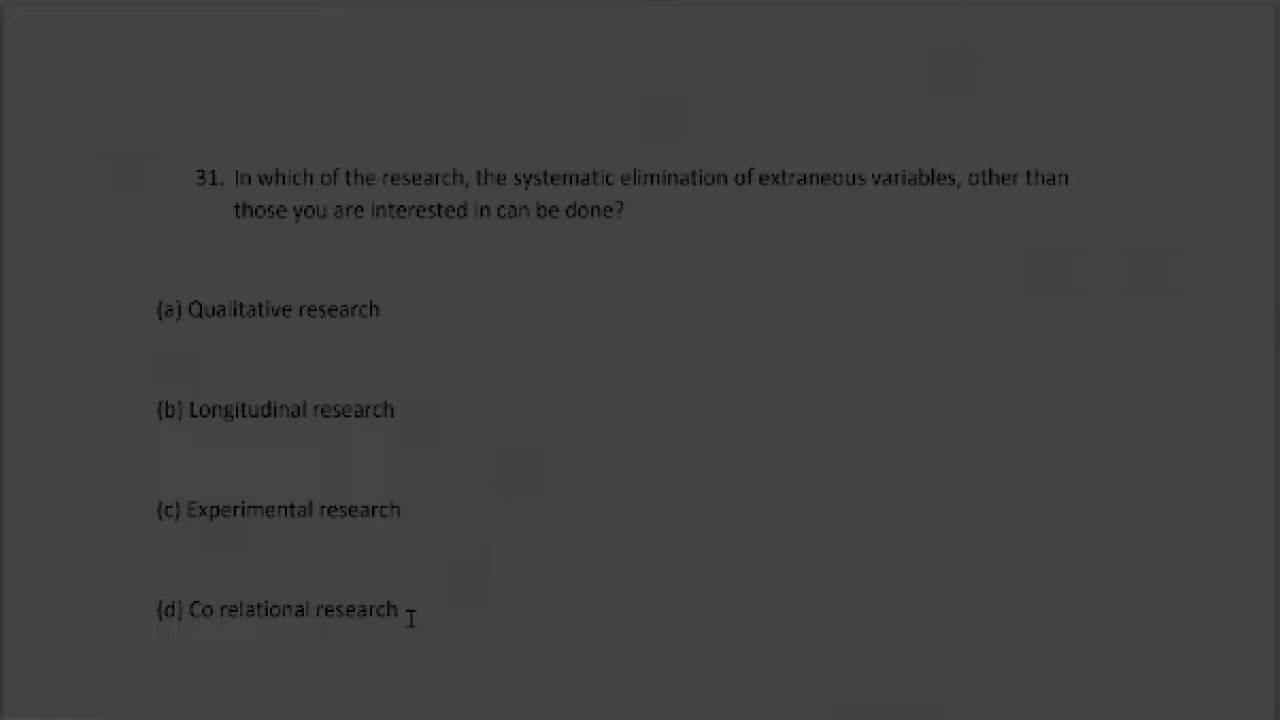 31. In which of the research, the systematic elimination of extraneous variables, other than
those you are interested in can be done?
(a) Qualitative research
(b) Longitudinal research
(c) Experimental research
(d) Co relational research